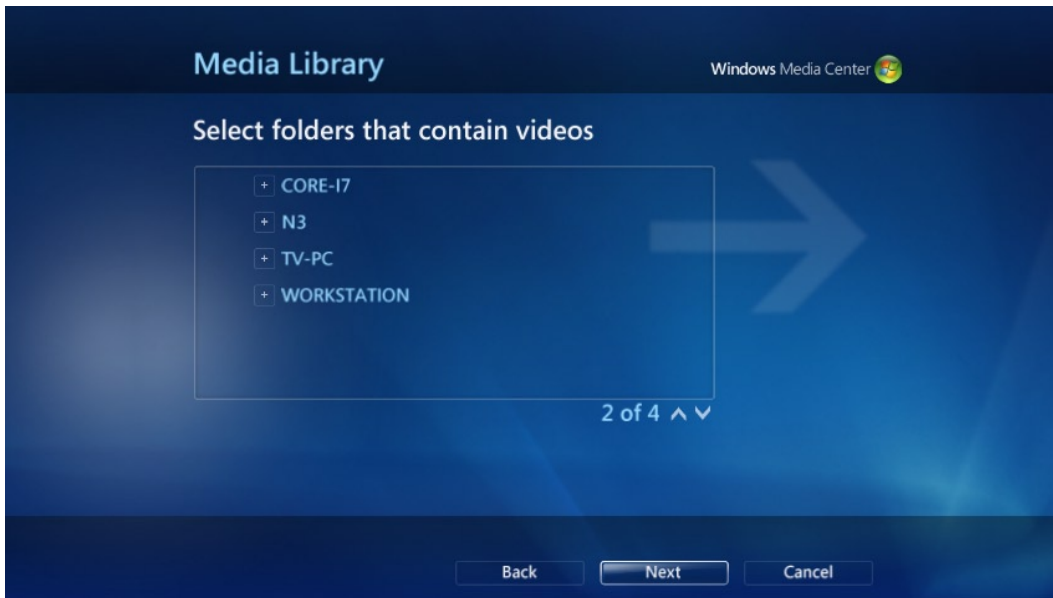 Media Library
Windows Media Center
Select folders that contain videos
+ CORE-I7
+ N3
+ TV-PC
+ WORKSTATION
2 of 4
Back
Next
Cancel